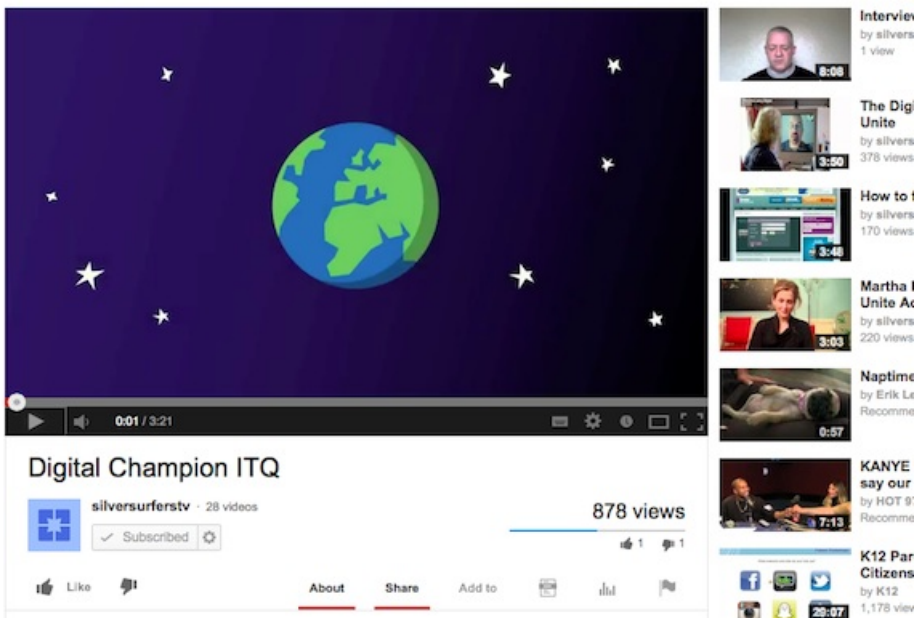 0:01 / 3:21
Digital Champion ITQ
silversurferstv · 28 videos
Subscribed
878 views
1 1
Like
About
Share
Add to
8:08
Interview
by silvers
1 view
3:50
The Digi
Unite
by silvers
378 views
3:48
How to
by silvers
170 views
3:03
Martha
Unite Ac
by silvers
220 views
0:57
Naptime
by Erik Le
Recomme
7:13
KANYE
say our
by HOT 97
Recomme
29:07
K12 Par
Citizens
by K12
1,178 view